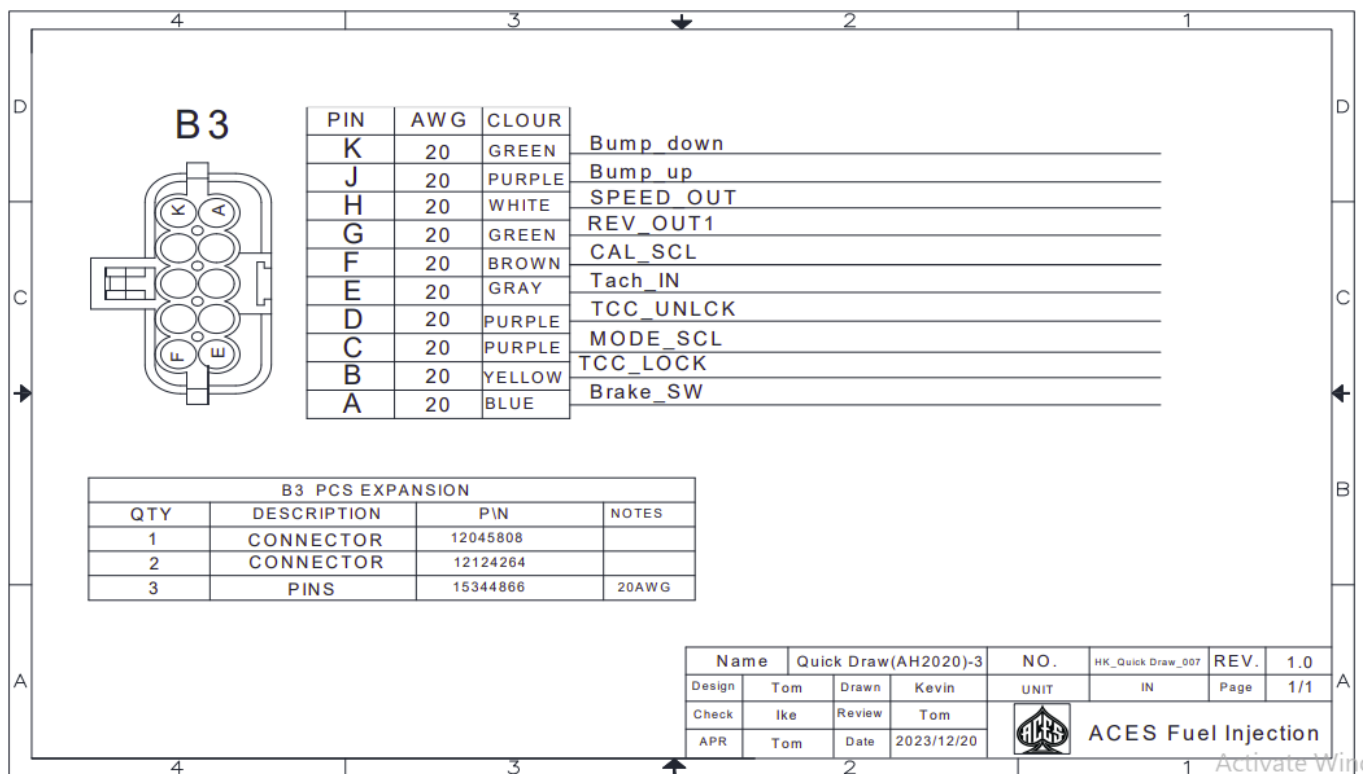 4 3 2 1
D D
B3
PIN AWG CLOUR
K 20 GREEN Bump_down
J 20 PURPLE Bump_up
H 20 WHITE SPEED_OUT
G 20 GREEN REV_OUT1
F 20 BROWN CAL_SCL
E 20 GRAY Tach_IN
D 20 PURPLE TCC_UNLCK
C 20 PURPLE MODE_SCL
B 20 YELLOW TCC_LOCK
A 20 BLUE Brake_SW
K A
F E
C C
B3 PCS EXPANSION
QTY DESCRIPTION P\N NOTES
1 CONNECTOR 12045808
2 CONNECTOR 12124264
3 PINS 15344866 20AWG
B
Name Quick Draw(AH2020)-3 NO. HK_Quick Draw_007 REV. 1.0
Design Tom Drawn Kevin UNIT IN Page 1/1
Check Ike Review Tom
APR Tom Date 2023/12/20
ACES
ACES Fuel Injection
A A
Activate Win
4 3 2 1